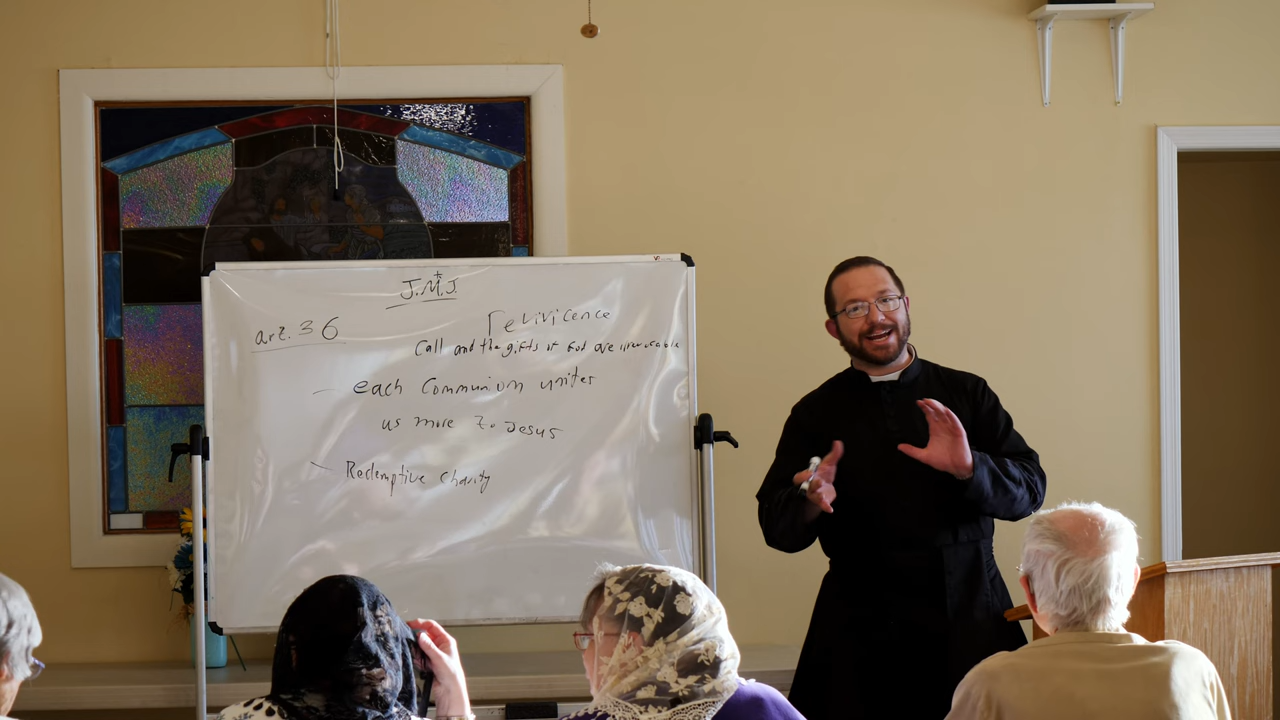 J.M.J.
art. 36
revivicence
Call and the gifts of God are irrevocable
— each Communion unites
us more to Jesus
— Redemptive Charity